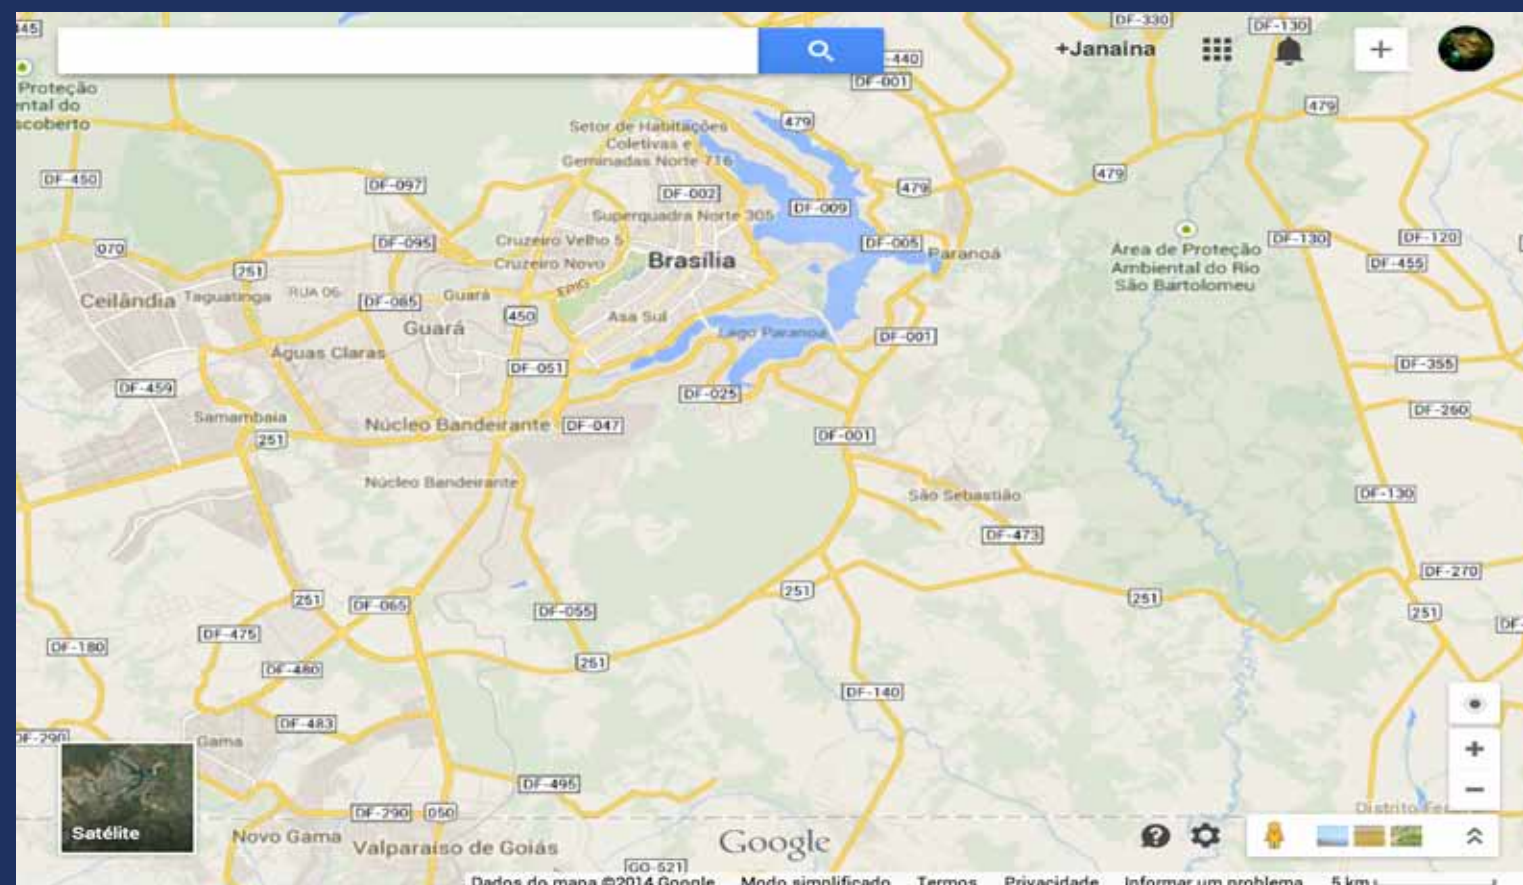 445
DF-330
DF-130
+Janaina
-440
DF-001
Proteção
ental do
scoberto
479
479
Setor de Habitações
Coletivas e
Geminadas Norte 716
DF-450
DF-097
DF-002
479
479
DF-009
Superquadra Norte 305
070
DF-095
Cruzeiro Velho 5
DF-005
Paranoá
Área de Proteção
Ambiental do Rio
São Bartolomeu
DF-130
DF-120
DF-455
251
Cruzeiro Novo
Brasília
Ceilândia
Taguatinga
RUA 06
DF-085
Guará
EPIG
450
Asa Sul
Guará
Lago Paranoá
DF-001
Águas Claras
DF-051
DF-355
DF-459
DF-025
DF-260
Samambaia
251
Núcleo Bandeirante
DF-047
DF-001
Núcleo Bandeirante
São Sebastião
DF-130
DF-473
DF-270
251
DF-065
DF-055
251
251
251
DF-475
DF-180
DF-
DF-480
251
DF-140
DF-483
DF-290
Gama
DF-495
Satélite
DF-290
050
Distrito Fe
Novo Gama
Valparaíso de Goiás
Google
GO-521
Dados do mapa ©2014 Google
Modo simplificado
Termos
Privacidade
Informar um problema
5 km